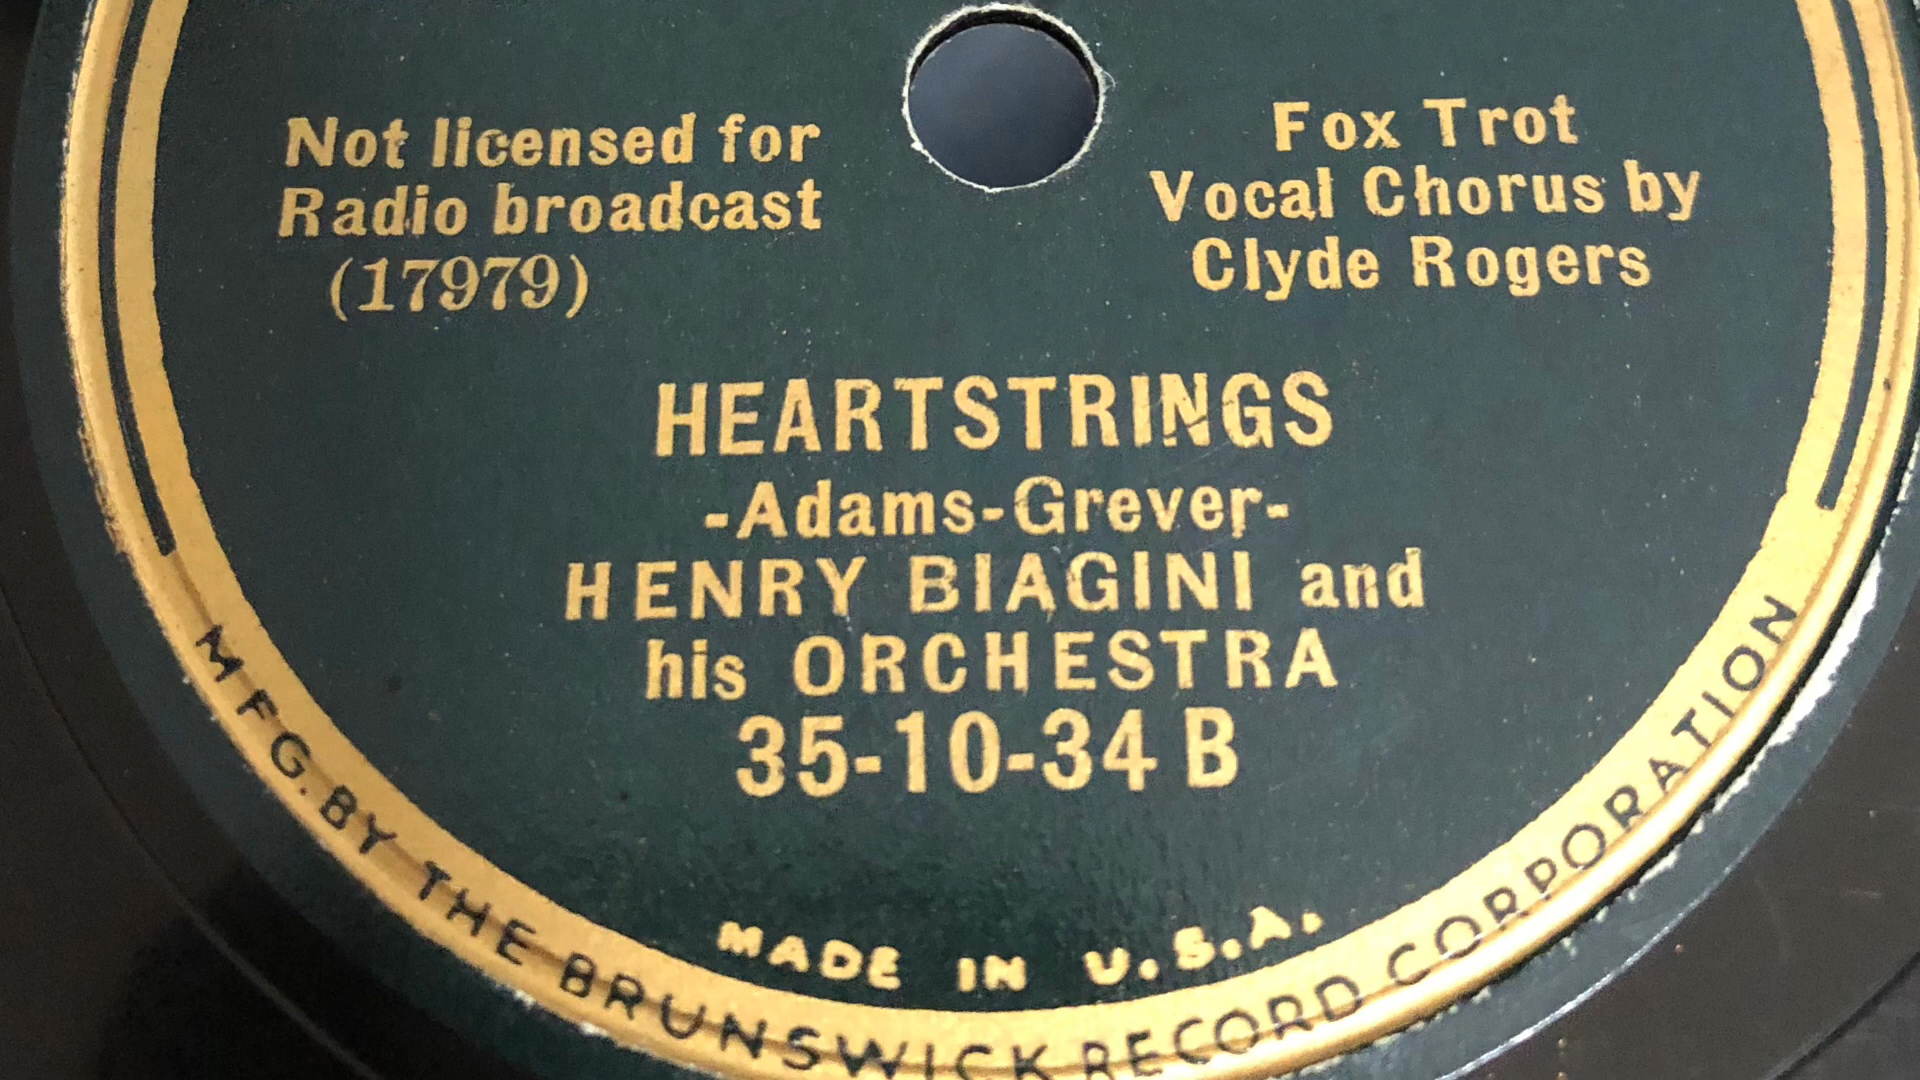 Not licensed for
Radio broadcast
(17979)
Fox Trot
Vocal Chorus by
Clyde Rogers
HEARTSTRINGS
-Adams-Grever-
HENRY BIAGINI and
his ORCHESTRA
35-10-34 B
MADE IN U.S.A.
MFG. BY THE BRUNSWICK RECORD CORPORATION